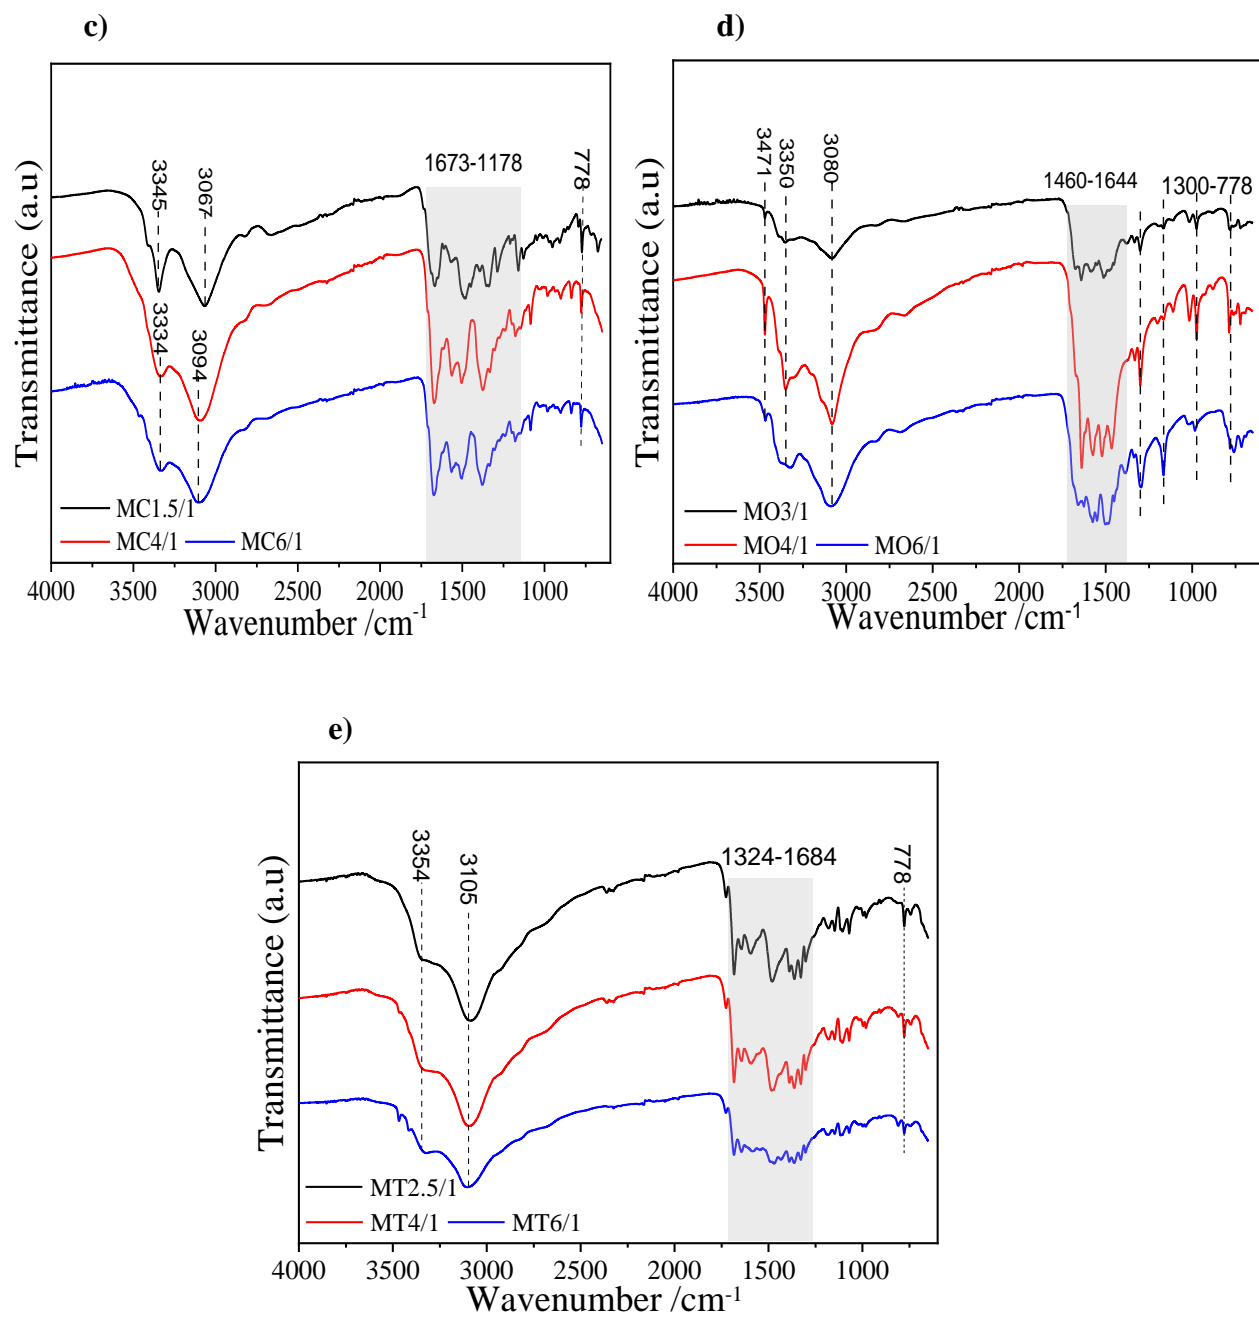 c)
3345
3067
1673-1178
778
3334
3094
Transmittance (a.u)
MC1.5/1
MC4/1 MC6/1
4000 3500 3000 2500 2000 1500 1000
Wavenumber /cm-1
d)
3471
3350
3080
1460-1644
1300-778
Transmittance (a.u)
MO3/1
MO4/1 MO6/1
4000 3500 3000 2500 2000 1500 1000
Wavenumber /cm-1
e)
3354
3105
1324-1684
778
Transmittance (a.u)
MT2.5/1
MT4/1 MT6/1
4000 3500 3000 2500 2000 1500 1000
Wavenumber /cm-1